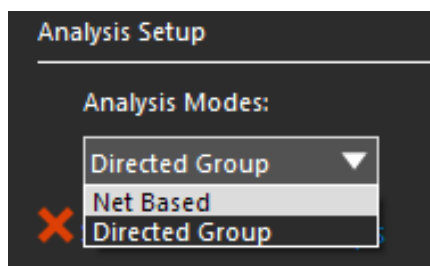 Analysis Setup
Analysis Modes:
Directed Group
Net Based
Directed Group